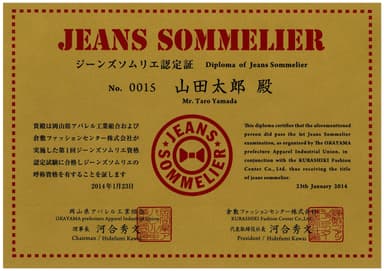 JEANS SOMMELIER
ジーンズソムリエ認定証 Diploma of Jeans Sommelier
No. 0015 山田太郎 殿
Mr. Taro Yamada
貴殿は岡山県アパレル工業組合および
倉敷ファッションセンター株式会社が
実施した第1回ジーンズソムリエ資格
認定試験に合格しジーンズソムリエの
呼称資格を有することを証します
2014年1月23日
JEANS
SOMMELIER
This diploma certifies that the abovementioned
person did pass the 1st Jeans Sommelier
examination, as organized by The OKAYAMA
prefecture Apparel Industrial Union, in
conjunction with the KURASHIKI Fashion
Center Co., Ltd, thus receiving the title
of jeans sommelier.
23th January 2014
岡山県アパレル工業組合
OKAYAMA prefecture Apparel Industrial Union
理事長 河合秀文
Chairman / Hidefumi Kawai
倉敷ファッションセンター株式会社
KURASHIKI Fashion Center Co., Ltd.
代表取締役社長 河合秀文
President / Hidefumi Kawai